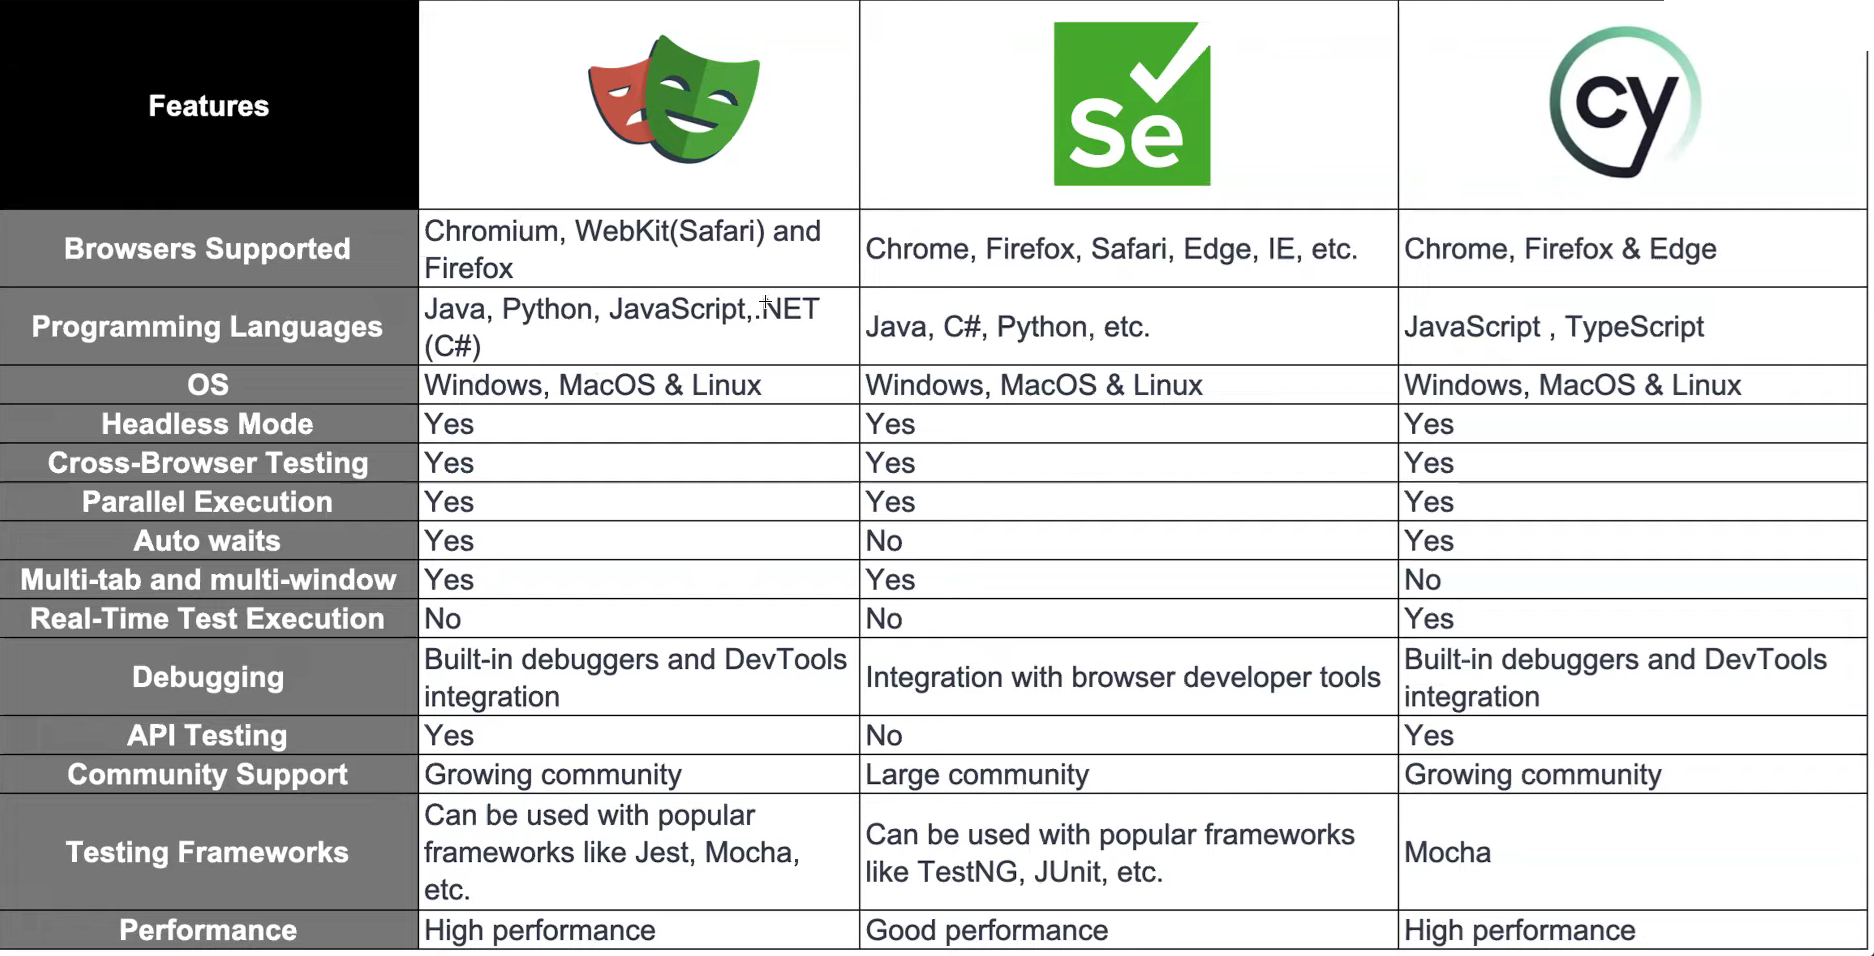 Features
Se
cy
Browsers Supported
Chromium, WebKit(Safari) and
Firefox
Chrome, Firefox, Safari, Edge, IE, etc.
Chrome, Firefox & Edge
Programming Languages
Java, Python, JavaScript,.NET
(C#)
Java, C#, Python, etc.
JavaScript , TypeScript
OS
Windows, MacOS & Linux
Windows, MacOS & Linux
Windows, MacOS & Linux
Headless Mode
Yes
Yes
Yes
Cross-Browser Testing
Yes
Yes
Yes
Parallel Execution
Yes
Yes
Yes
Auto waits
Yes
No
Yes
Multi-tab and multi-window
Yes
Yes
No
Real-Time Test Execution
No
No
Yes
Debugging
Built-in debuggers and DevTools
integration
Integration with browser developer tools
Built-in debuggers and DevTools
integration
API Testing
Yes
No
Yes
Community Support
Growing community
Large community
Growing community
Testing Frameworks
Can be used with popular
frameworks like Jest, Mocha,
etc.
Can be used with popular frameworks
like TestNG, JUnit, etc.
Mocha
Performance
High performance
Good performance
High performance